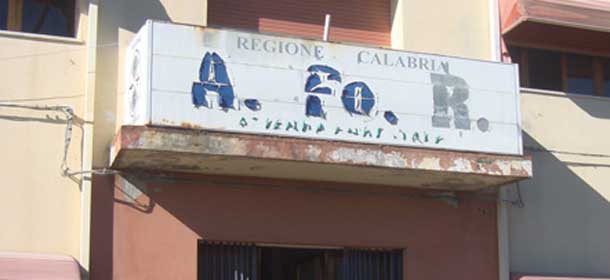 REGIONE CALABRIA
A. Fo. R.